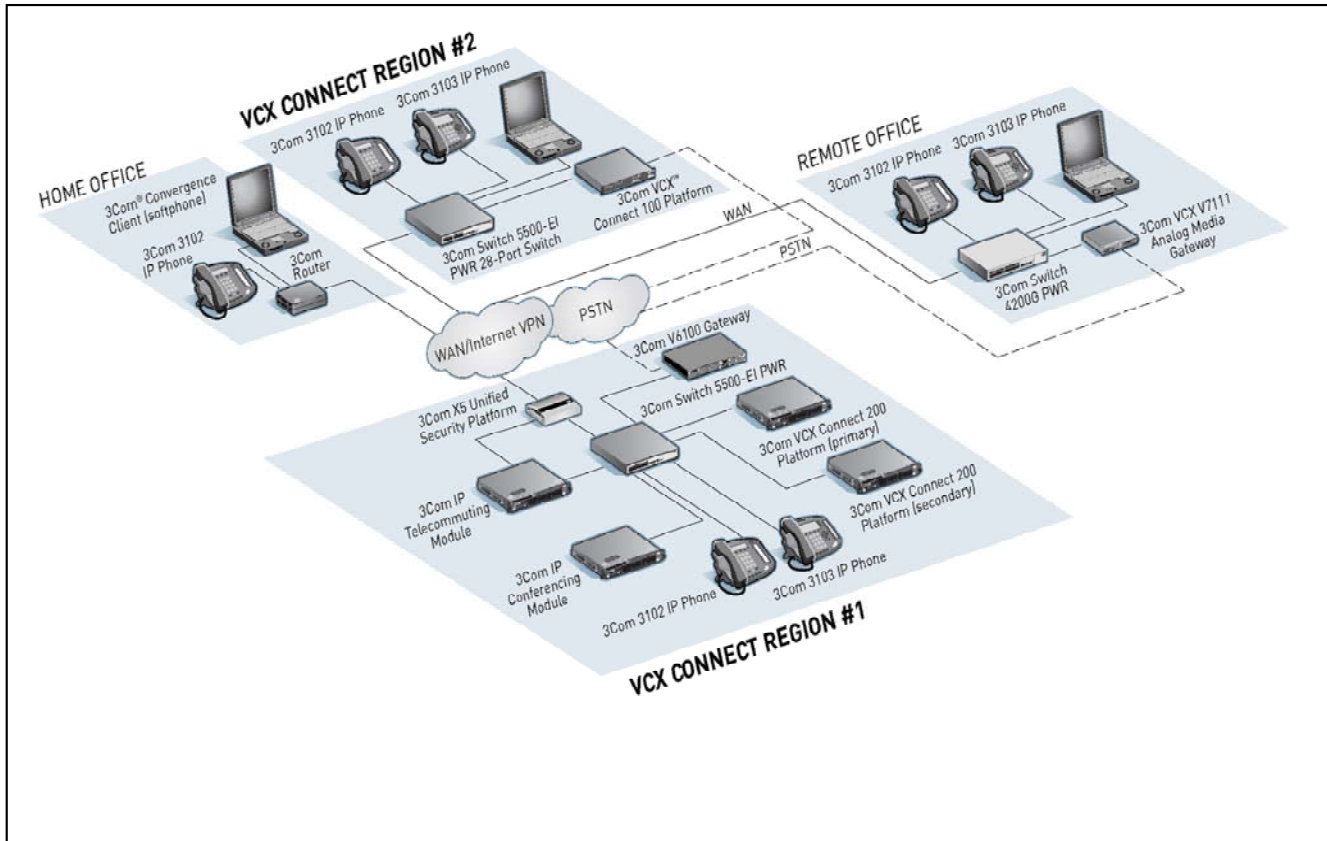 VCX CONNECT REGION #2
3Com 3102 IP Phone
3Com 3103 IP Phone
3Com VCX™
Connect 100 Platform
3Com Switch 5500-EI
PWR 28-Port Switch
HOME OFFICE
3Com® Convergence
Client (softphone)
3Com 3102
IP Phone
3Com
Router
REMOTE OFFICE
3Com 3102 IP Phone
3Com 3103 IP Phone
3Com VCX V7111
Analog Media
Gateway
3Com Switch
4200G PWR
WAN
PSTN
WAN/Internet VPN
PSTN
3Com V6100 Gateway
3Com Switch 5500-EI PWR
3Com X5 Unified
Security Platform
3Com VCX Connect 200
Platform (primary)
3Com VCX Connect 200
Platform (secondary)
3Com IP
Telecommuting
Module
3Com IP
Conferencing
Module
3Com 3102 IP Phone
3Com 3103 IP Phone
VCX CONNECT REGION #1